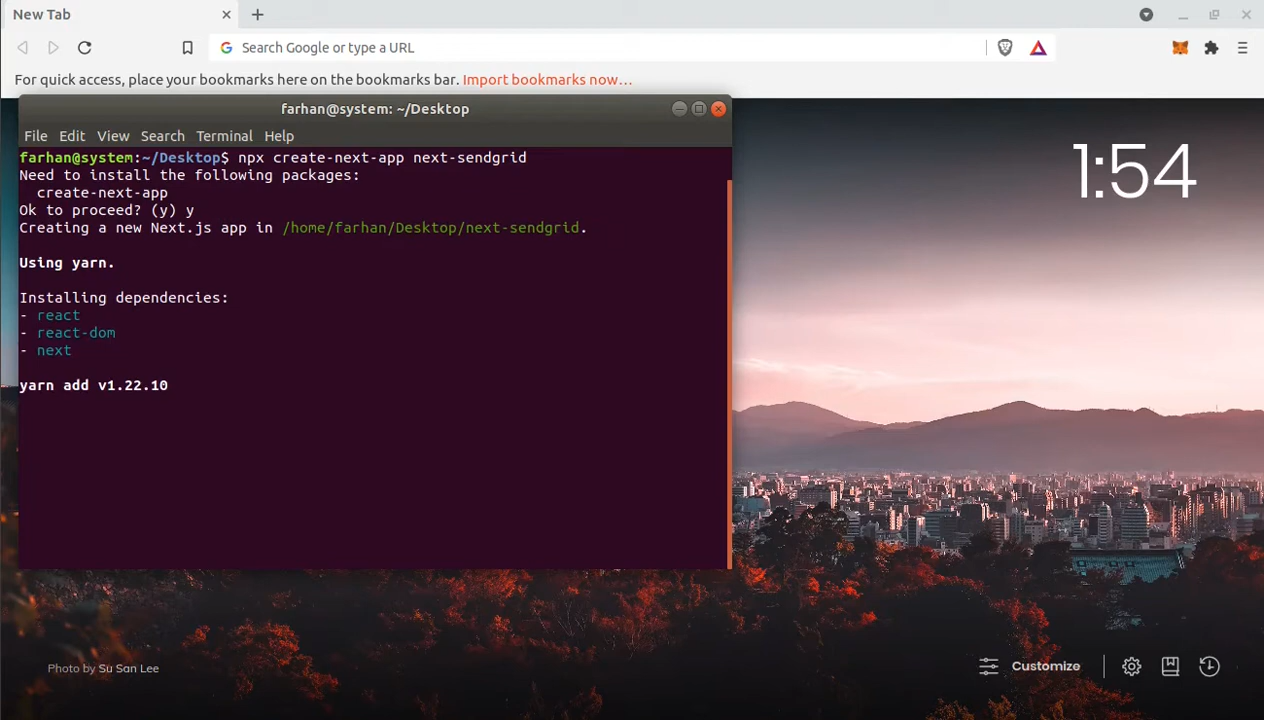 New Tab
Search Google or type a URL
For quick access, place your bookmarks here on the bookmarks bar. Import bookmarks now...
farhan@system: ~/Desktop
File Edit View Search Terminal Help
farhan@system:~/Desktop$ npx create-next-app next-sendgrid
Need to install the following packages:
  create-next-app
Ok to proceed? (y) y
Creating a new Next.js app in /home/farhan/Desktop/next-sendgrid.
Using yarn.
Installing dependencies:
- react
- react-dom
- next
yarn add v1.22.10
1:54
Photo by Su San Lee
Customize